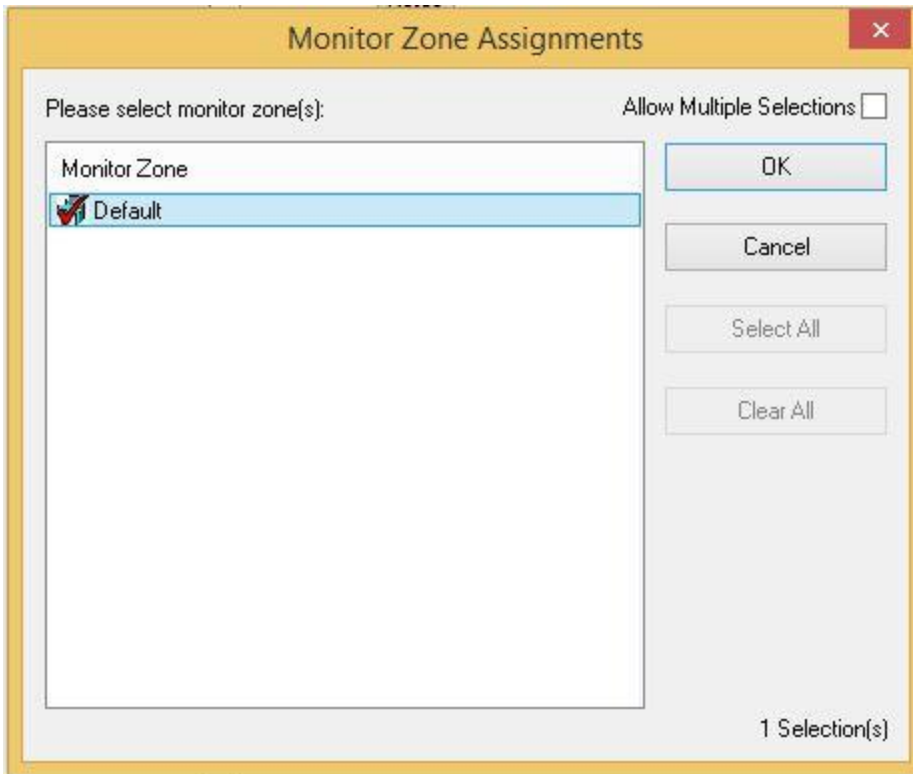 Monitor Zone Assignments
Please select monitor zone(s):
Allow Multiple Selections
Monitor Zone
OK
Default
Cancel
Select All
Clear All
1 Selection(s)